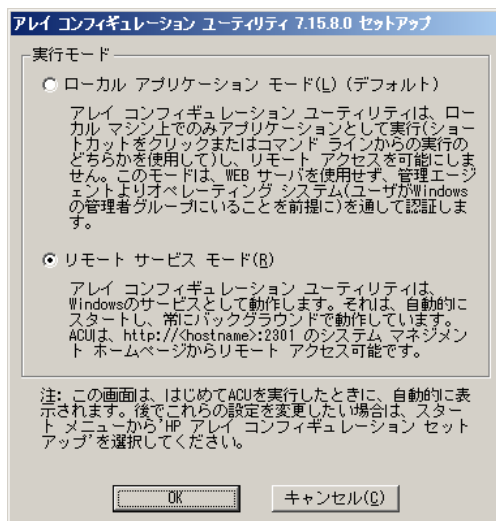 アレイ コンフィギュレーション ユーティリティ 7.15.8.0 セットアップ
実行モード
ローカル アプリケーション モード(L) (デフォルト)
アレイ コンフィギュレーション ユーティリティは、ロー
カル マシン上でのみアプリケーションとして実行(ショー
トカットをクリックまたはコマンド ラインからの実行の
どちらかを使用して)し、リモート アクセスを可能にしま
せん。このモードは、WEB サーバを使用せず、管理エージ
ェントよりオペレーティング システム(ユーザがWindows
の管理者グループにいることを前提に)を通して認証しま
す。
リモート サービス モード(R)
アレイ コンフィギュレーション ユーティリティは、
Windowsのサービスとして動作します。それは、自動的に
スタートし、常にバックグラウンドで動作しています。
ACUは、http://<hostname>:2301 のシステム マネジメン
ト ホームページからリモート アクセス可能です。
注: この画面は、はじめてACUを実行したときに、自動的に表
示されます。後でこれらの設定を変更したい場合は、スター
ト メニューから'HP アレイ コンフィギュレーション セット
アップ'を選択してください。
OK
キャンセル(C)